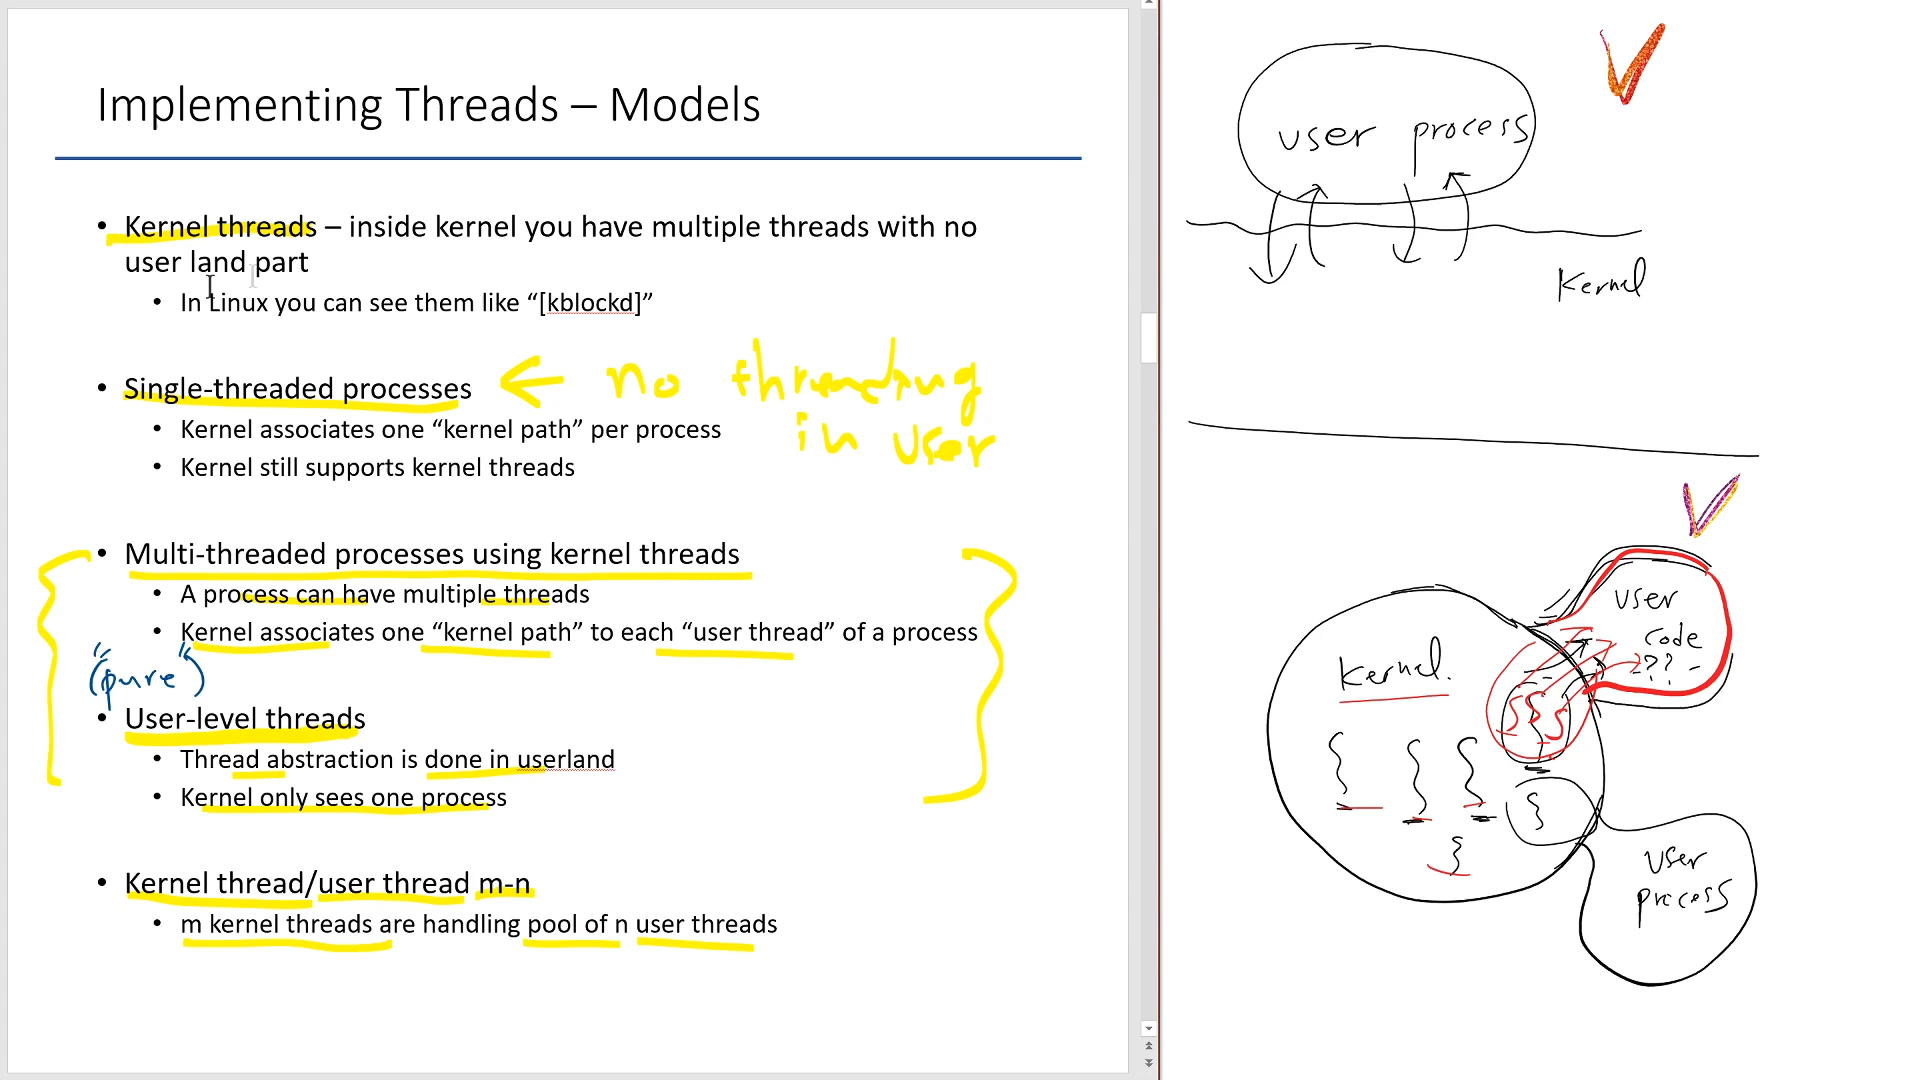 Implementing Threads – Models
• Kernel threads – inside kernel you have multiple threads with no
user land part
• In Linux you can see them like “[kblockd]”
• Single-threaded processes
← no threading
in user
• Kernel associates one “kernel path” per process
• Kernel still supports kernel threads
• Multi-threaded processes using kernel threads
• A process can have multiple threads
• Kernel associates one “kernel path” to each “user thread” of a process
"(pure)"
• User-level threads
• Thread abstraction is done in userland
• Kernel only sees one process
• Kernel thread/user thread m-n
• m kernel threads are handling pool of n user threads
user process
Kernel
user
code
??
Kernel.
user
process